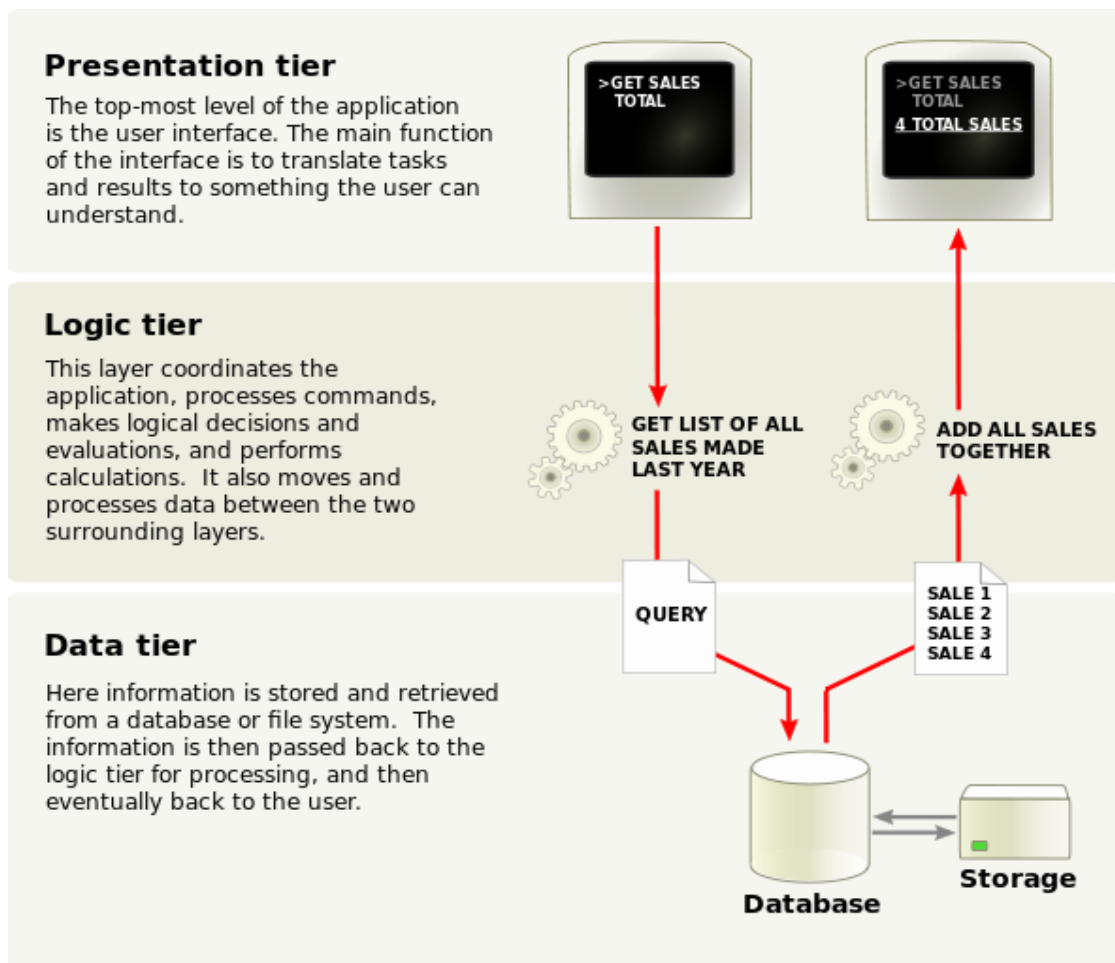 Presentation tier
The top-most level of the application
is the user interface. The main function
of the interface is to translate tasks
and results to something the user can
understand.
>GET SALES
TOTAL
>GET SALES
TOTAL
4 TOTAL SALES
Logic tier
This layer coordinates the
application, processes commands,
makes logical decisions and
evaluations, and performs
calculations.  It also moves and
processes data between the two
surrounding layers.
GET LIST OF ALL
SALES MADE
LAST YEAR
ADD ALL SALES
TOGETHER
QUERY
SALE 1
SALE 2
SALE 3
SALE 4
Data tier
Here information is stored and retrieved
from a database or file system.  The
information is then passed back to the
logic tier for processing, and then
eventually back to the user.
Database
Storage